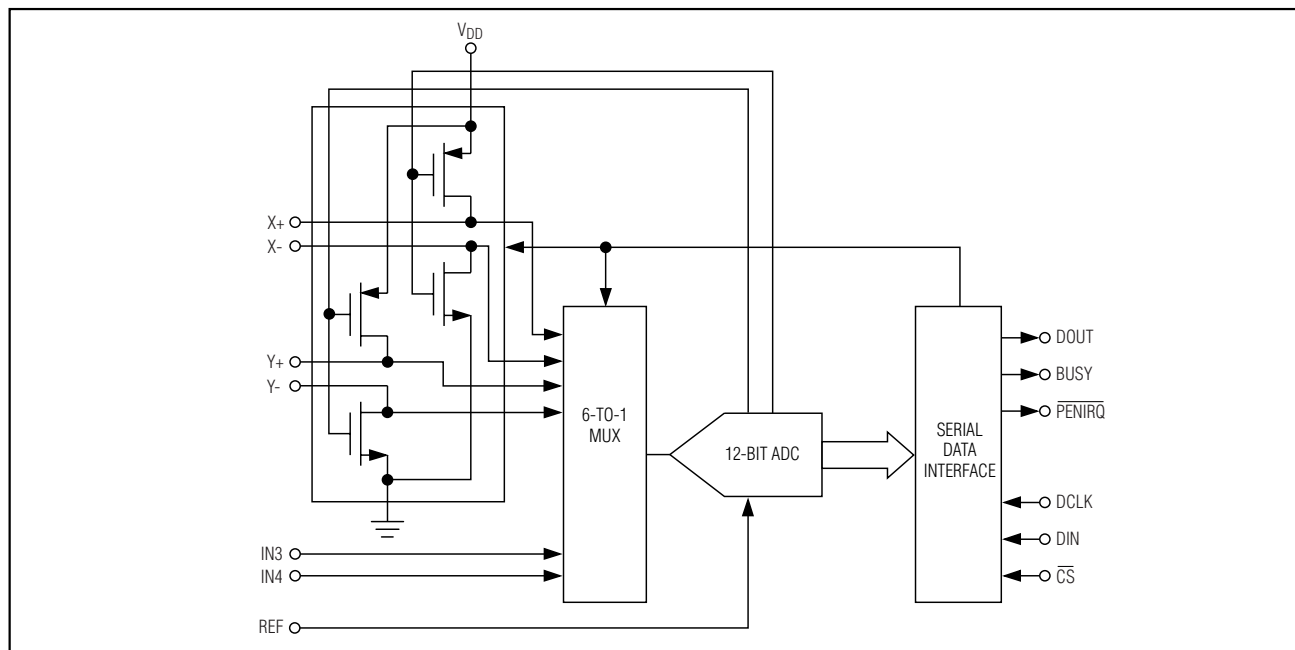 VDD
X+
X-
Y+
Y-
6-TO-1
MUX
12-BIT ADC
SERIAL
DATA
INTERFACE
DOUT
BUSY
PENIRQ
DCLK
DIN
CS
IN3
IN4
REF